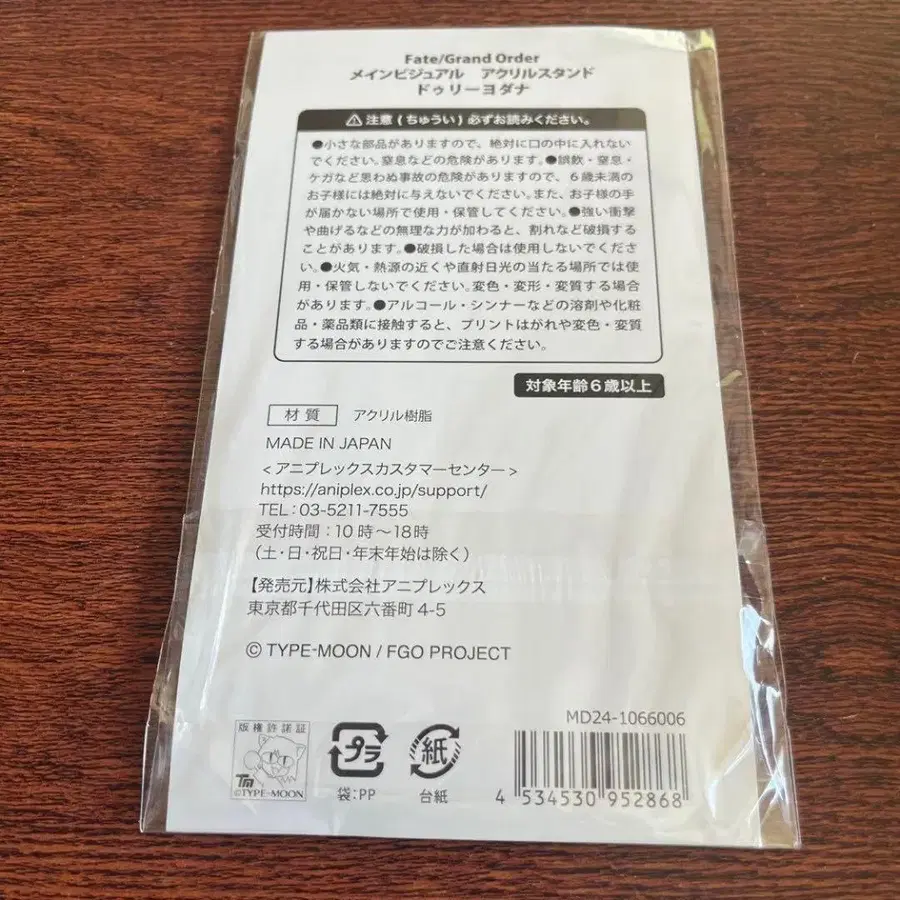 Fate/Grand Order
メインビジュアル アクリルスタンド
ドゥリーヨダナ
⚠注意(ちゅうい)必ずお読みください。
●小さな部品がありますので、絶対に口の中に入れない
でください。窒息などの危険があります。●誤飲・窒息・
ケガなど思わぬ事故の危険がありますので、6歳未満の
お子様には絶対に与えないでください。また、お子様の手
が届かない場所で使用・保管してください。●強い衝撃
や曲げるなどの無理な力が加わると、割れなど破損する
ことがあります。●破損した場合は使用しないでくださ
い。●火気・熱源の近くや直射日光の当たる場所では使
用・保管しないでください。変色・変形・変質する場合
があります。●アルコール・シンナーなどの溶剤や化粧
品・薬品類に接触すると、プリントはがれや変色・変質
する場合がありますのでご注意ください。
対象年齢6歳以上
材質 アクリル樹脂
MADE IN JAPAN
<アニプレックスカスタマーセンター>
https://aniplex.co.jp/support/
TEL:03-5211-7555
受付時間:10時~18時
(土・日・祝日・年末年始は除く)
【発売元】株式会社アニプレックス
東京都千代田区六番町4-5
© TYPE-MOON / FGO PROJECT
MD24-1066006
版権許諾証
TM
©TYPE-MOON
プラ
袋:PP
紙
台紙
4 534530 952868